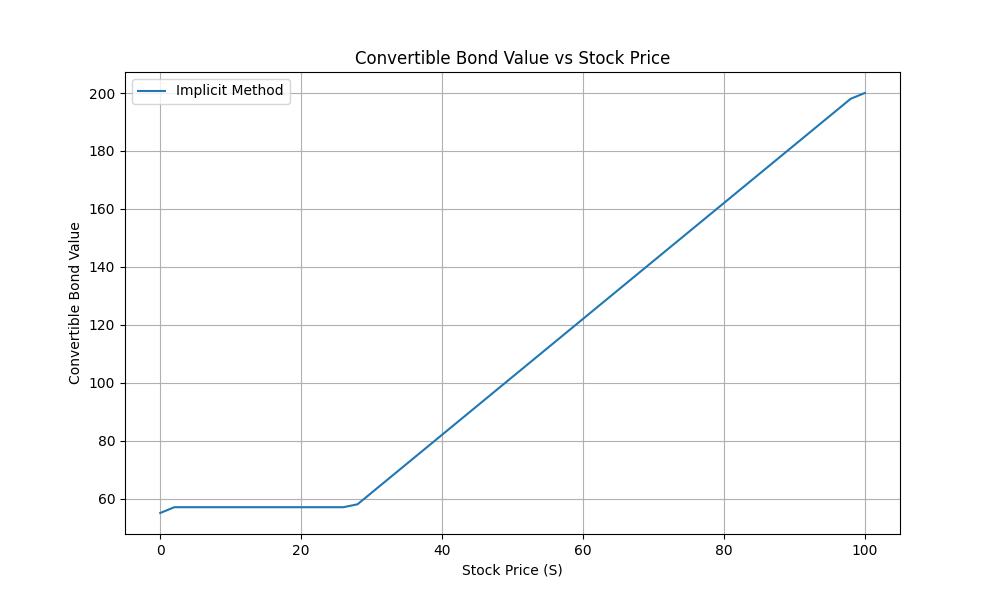 Convertible Bond Value vs Stock Price
Implicit Method
Convertible Bond Value
200
180
160
140
120
100
80
60
0 20 40 60 80 100
Stock Price (S)